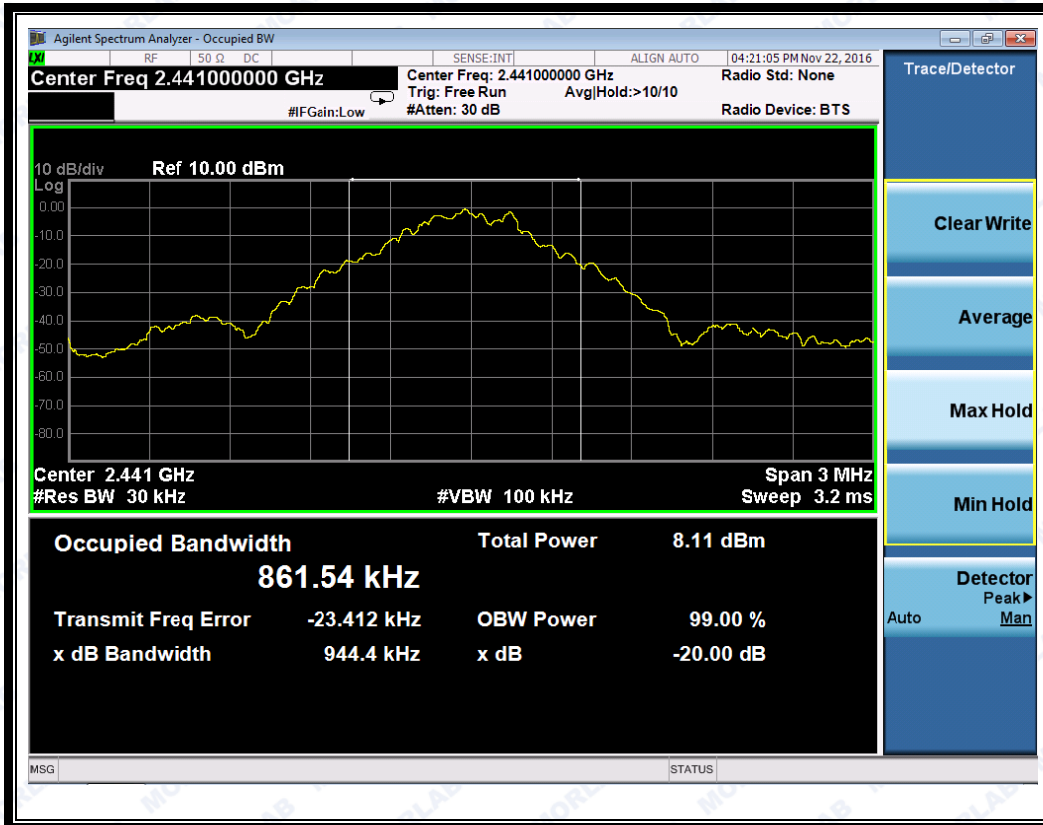 Agilent Spectrum Analyzer - Occupied BW
LXI RF 50 Ω DC SENSE:INT ALIGN AUTO 04:21:05 PM Nov 22, 2016
Center Freq 2.441000000 GHz
Center Freq: 2.441000000 GHz Radio Std: None
Trig: Free Run Avg|Hold:>10/10
#IFGain:Low #Atten: 30 dB Radio Device: BTS
10 dB/div Ref 10.00 dBm
Log
0.00
-10.0
-20.0
-30.0
-40.0
-50.0
-60.0
-70.0
-80.0
Center 2.441 GHz Span 3 MHz
#Res BW 30 kHz #VBW 100 kHz Sweep 3.2 ms
Occupied Bandwidth Total Power 8.11 dBm
861.54 kHz
Transmit Freq Error -23.412 kHz OBW Power 99.00 %
x dB Bandwidth 944.4 kHz x dB -20.00 dB
MSG STATUS
Trace/Detector
Clear Write
Average
Max Hold
Min Hold
Detector
Peak▶
Auto Man
MORLAB